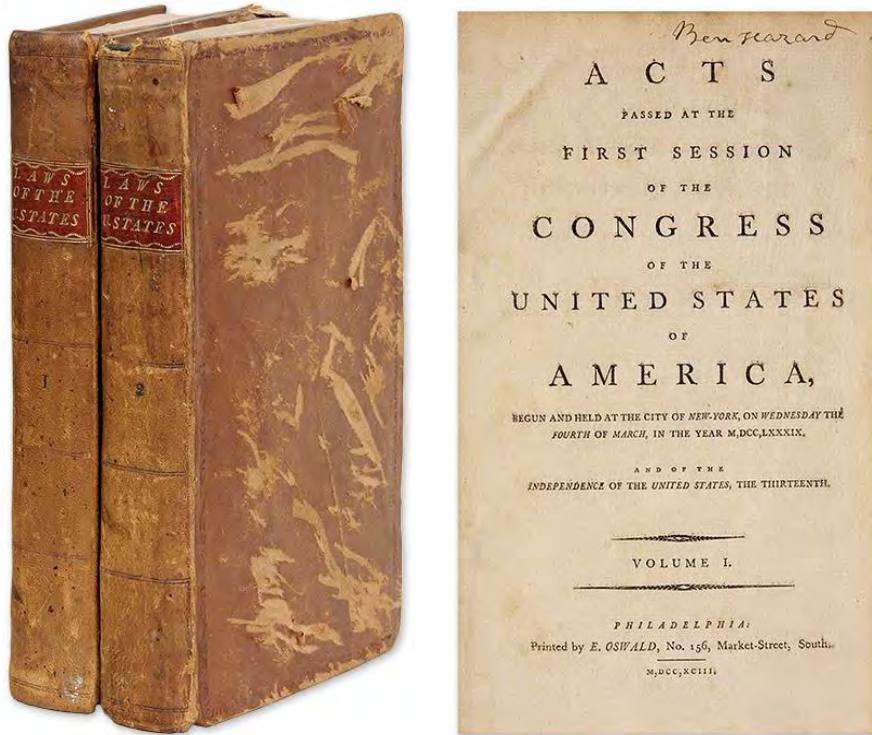 LAWS
OF THE
U.STATES
1
LAWS
OF THE
U.STATES
2
Ben Hazard
ACTS
PASSED AT THE
FIRST SESSION
OF THE
CONGRESS
OF THE
UNITED STATES
OF
AMERICA,
BEGUN AND HELD AT THE CITY OF NEW-YORK, ON WEDNESDAY THE
FOURTH OF MARCH, IN THE YEAR M,DCC,LXXXIX.
AND OF THE
INDEPENDENCE OF THE UNITED STATES, THE THIRTEENTH.
VOLUME I.
PHILADELPHIA:
Printed by E. OSWALD, No. 156, Market-Street, South.
M,DCC,XCIII.